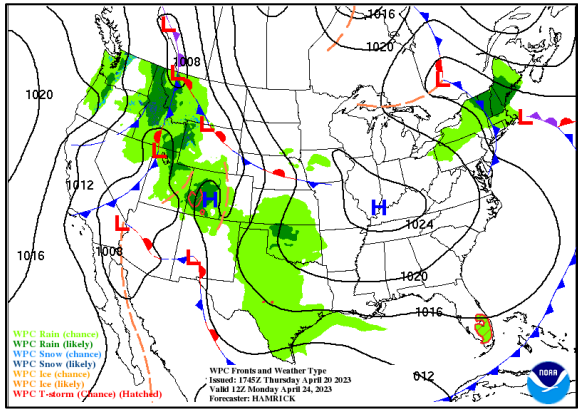 1016
1020
1008
L
L
1020
L
L
L
L
1012
H
H
1024
L
1016
1008
L
1020
1016
012
WPC Rain (chance)
WPC Rain (likely)
WPC Snow (chance)
WPC Snow (likely)
WPC Ice (chance)
WPC Ice (likely)
WPC T-storm (Chance) (Hatched)
WPC Fronts and Weather Type
Issued: 1745Z Thursday April 20 2023
Valid 12Z Monday April 24, 2023
Forecaster: HAMRICK
NOAA